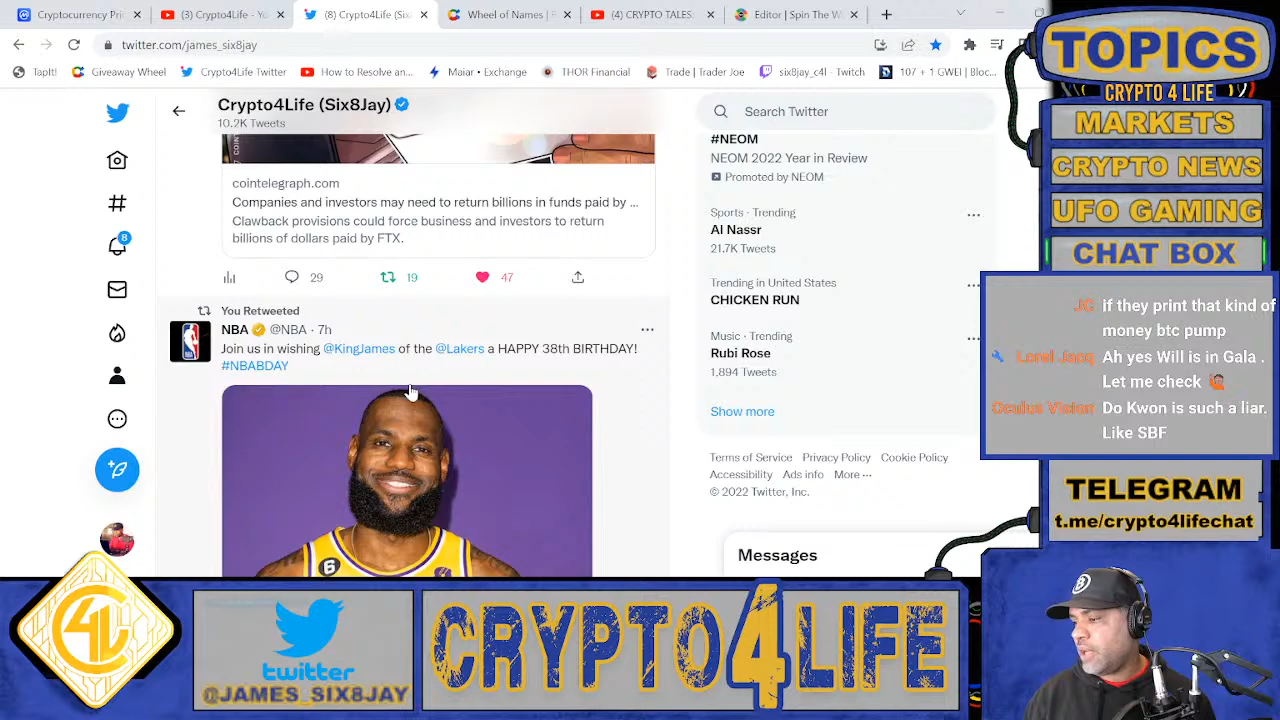 Cryptocurrency Pri
(3) Crypto4Life - Yo
(8) Crypto4Life (Six
Wheel of Names | R
(4) CRYPTO TALES:
Editor | Spin The W
twitter.com/james_six8jay
TapIt!
Giveaway Wheel
Crypto4Life Twitter
How to Resolve an...
Maiar • Exchange
THOR Financial
Trade | Trader Joe
six8jay_c4l - Twitch
107 + 1 GWEI | Bloc...
Crypto4Life (Six8Jay)
10.2K Tweets
cointelegraph.com
Companies and investors may need to return billions in funds paid by ...
Clawback provisions could force business and investors to return
billions of dollars paid by FTX.
29
19
47
You Retweeted
NBA @NBA · 7h
Join us in wishing @KingJames of the @Lakers a HAPPY 38th BIRTHDAY!
#NBABDAY
6
8
Search Twitter
#NEOM
NEOM 2022 Year in Review
Promoted by NEOM
Sports · Trending
Al Nassr
21.7K Tweets
Trending in United States
CHICKEN RUN
Music · Trending
Rubi Rose
1,894 Tweets
Show more
Terms of Service Privacy Policy Cookie Policy
Accessibility Ads info More ···
© 2022 Twitter, Inc.
Messages
TOPICS
CRYPTO 4 LIFE
MARKETS
CRYPTO NEWS
UFO GAMING
CHAT BOX
JC if they print that kind of
money btc pump
Lorei Jacq Ah yes Will is in Gala .
Let me check
Oculus Vision Do Kwon is such a liar.
Like SBF
TELEGRAM
t.me/crypto4lifechat
C4L
twitter
@JAMES_SIX8JAY
CRYPTO4LIFE